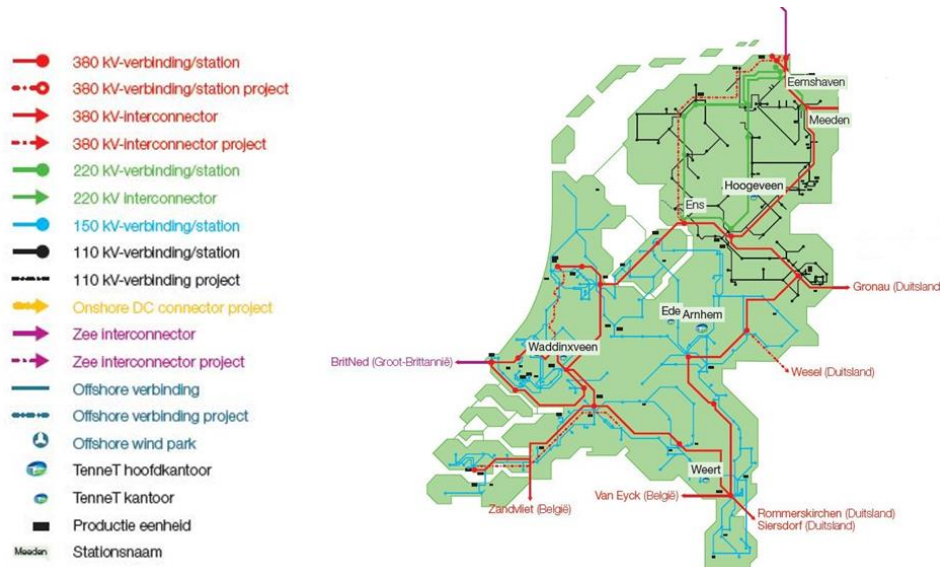 380 kV-verbinding/station
380 kV-verbinding/station project
380 kV-interconnector
380 kV-interconnector project
220 kV-verbinding/station
220 kV interconnector
150 kV-verbinding/station
110 kV-verbinding/station
110 kV-verbinding project
Onshore DC connector project
Zee interconnector
Zee interconnector project
Offshore verbinding
Offshore verbinding project
Offshore wind park
TenneT hoofdkantoor
TenneT kantoor
Productie eenheid
Meeden Stationsnaam
Eemshaven
Meeden
Hoogeveen
Ens
Gronau (Duitsland
Ede Arnhem
Waddinxveen
BritNed (Groot-Brittannië)
Wesel (Duitsland)
Weert
Van Eyck (België)
Zandvliet (België)
Rommerskirchen (Duitsland)
Siersdorf (Duitsland)